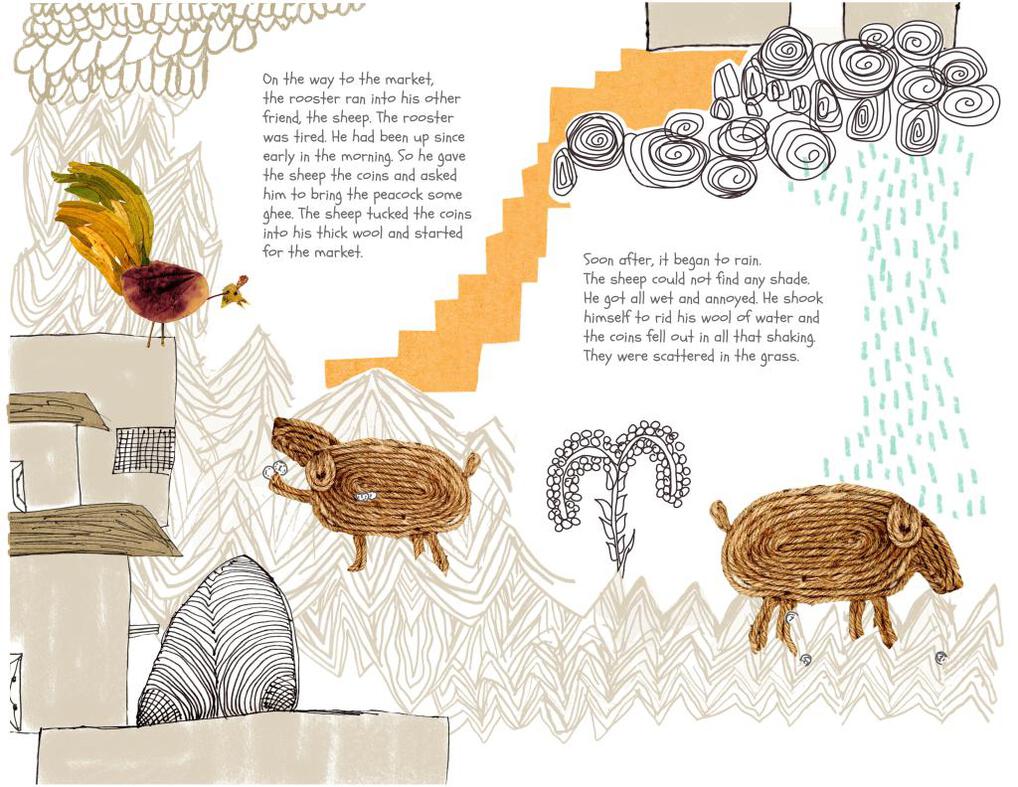 On the way to the market,
the rooster ran into his other
friend, the sheep. The rooster
was tired. He had been up since
early in the morning. So he gave
the sheep the coins and asked
him to bring the peacock some
ghee. The sheep tucked the coins
into his thick wool and started
for the market.
Soon after, it began to rain.
The sheep could not find any shade.
He got all wet and annoyed. He shook
himself to rid his wool of water and
the coins fell out in all that shaking.
They were scattered in the grass.